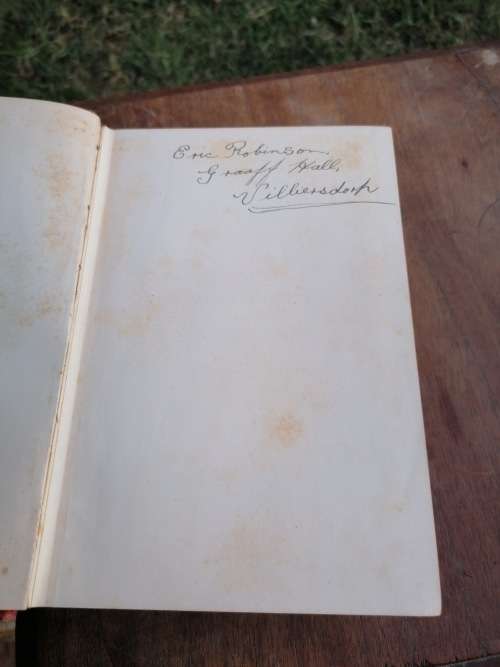 Eric Robinson.
Graaff Hall,
Villiersdorp